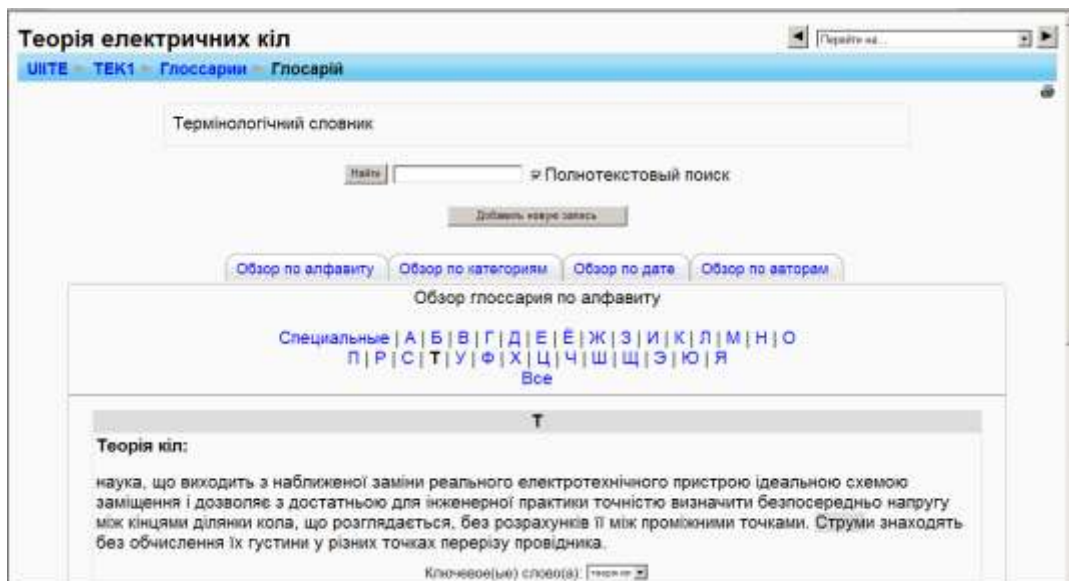 Теорія електричних кіл
Перейти на...
UIITE ► ТЕК1 ► Глоссарии ► Глосарій
Термінологічний словник
Найти Полнотекстовый поиск
Добавить новую запись
Обзор по алфавиту Обзор по категориям Обзор по дате Обзор по авторам
Обзор глоссария по алфавиту
Специальные | А | Б | В | Г | Д | Е | Ё | Ж | З | И | К | Л | М | Н | О
П | Р | С | Т | У | Ф | Х | Ц | Ч | Ш | Щ | Э | Ю | Я
Все
Т
Теорія кіл:
наука, що виходить з наближеної заміни реального електротехнічного пристрою ідеальною схемою
заміщення і дозволяє з достатньою для інженерної практики точністю визначити безпосередньо напругу
між кінцями ділянки кола, що розглядається, без розрахунків її між проміжними точками. Струми знаходять
без обчислення їх густини у різних точках перерізу провідника.
Ключевое(ые) слово(а):